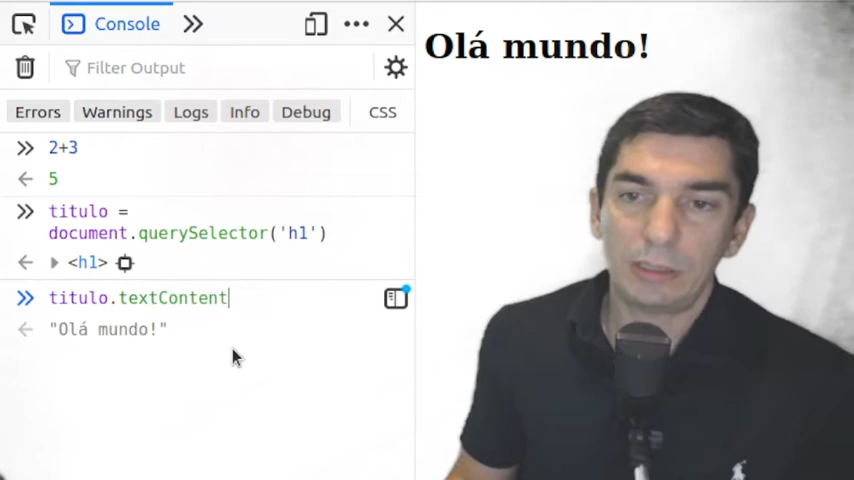 Console
Olá mundo!
Filter Output
Errors Warnings Logs Info Debug CSS
2+3
5
titulo =
document.querySelector('h1')
<h1>
titulo.textContent
"Olá mundo!"